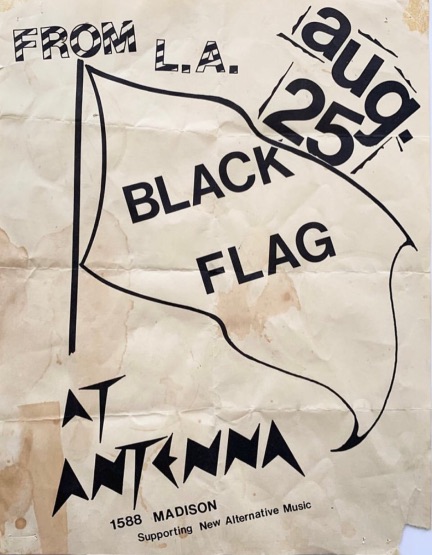 FROM L.A.
aug.
25
BLACK
FLAG
AT
ANTENNA
1588 MADISON
Supporting New Alternative Music